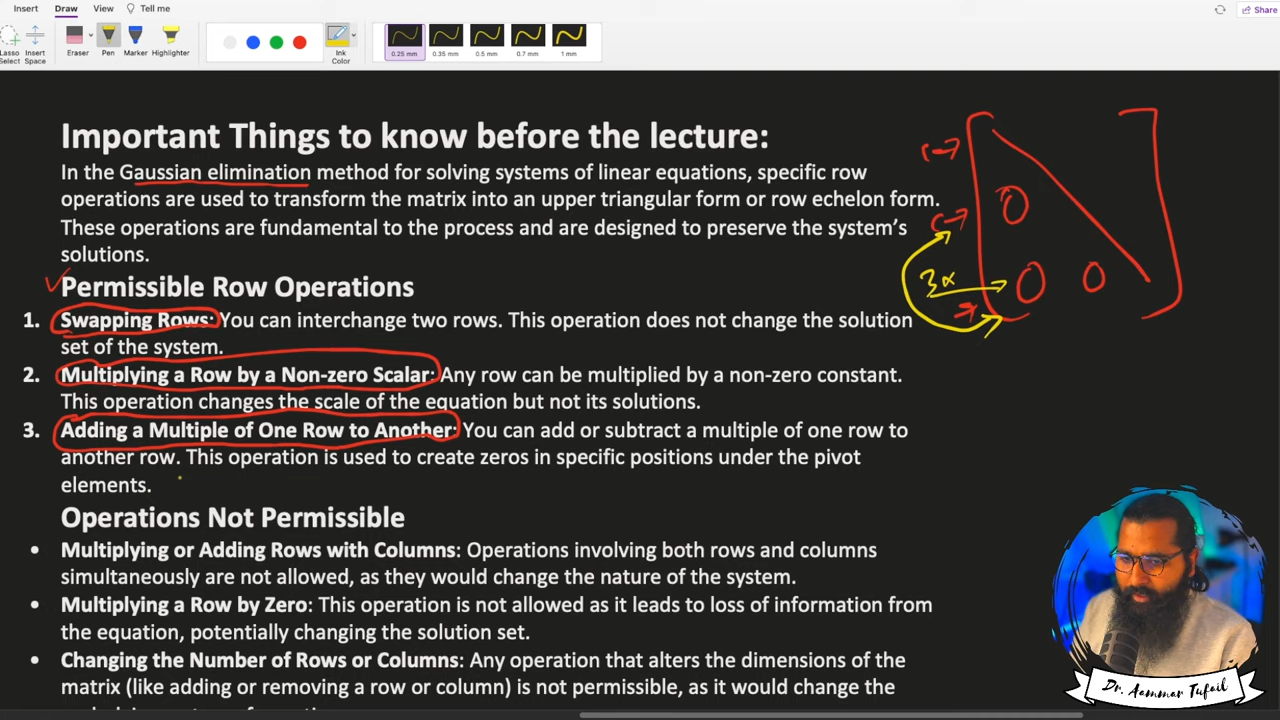 Insert Draw View Tell me
Share
Lasso Select
Insert Space
Eraser
Pen
Marker
Highlighter
Ink Color
0.25 mm 0.35 mm 0.5 mm 0.7 mm 1 mm
Important Things to know before the lecture:
In the Gaussian elimination method for solving systems of linear equations, specific row
operations are used to transform the matrix into an upper triangular form or row echelon form.
These operations are fundamental to the process and are designed to preserve the system's
solutions.
Permissible Row Operations
1. Swapping Rows: You can interchange two rows. This operation does not change the solution
set of the system.
2. Multiplying a Row by a Non-zero Scalar: Any row can be multiplied by a non-zero constant.
This operation changes the scale of the equation but not its solutions.
3. Adding a Multiple of One Row to Another: You can add or subtract a multiple of one row to
another row. This operation is used to create zeros in specific positions under the pivot
elements.
Operations Not Permissible
• Multiplying or Adding Rows with Columns: Operations involving both rows and columns
simultaneously are not allowed, as they would change the nature of the system.
• Multiplying a Row by Zero: This operation is not allowed as it leads to loss of information from
the equation, potentially changing the solution set.
• Changing the Number of Rows or Columns: Any operation that alters the dimensions of the
matrix (like adding or removing a row or column) is not permissible, as it would change the
0
3x
0 0
Dr. Aammar Tufail